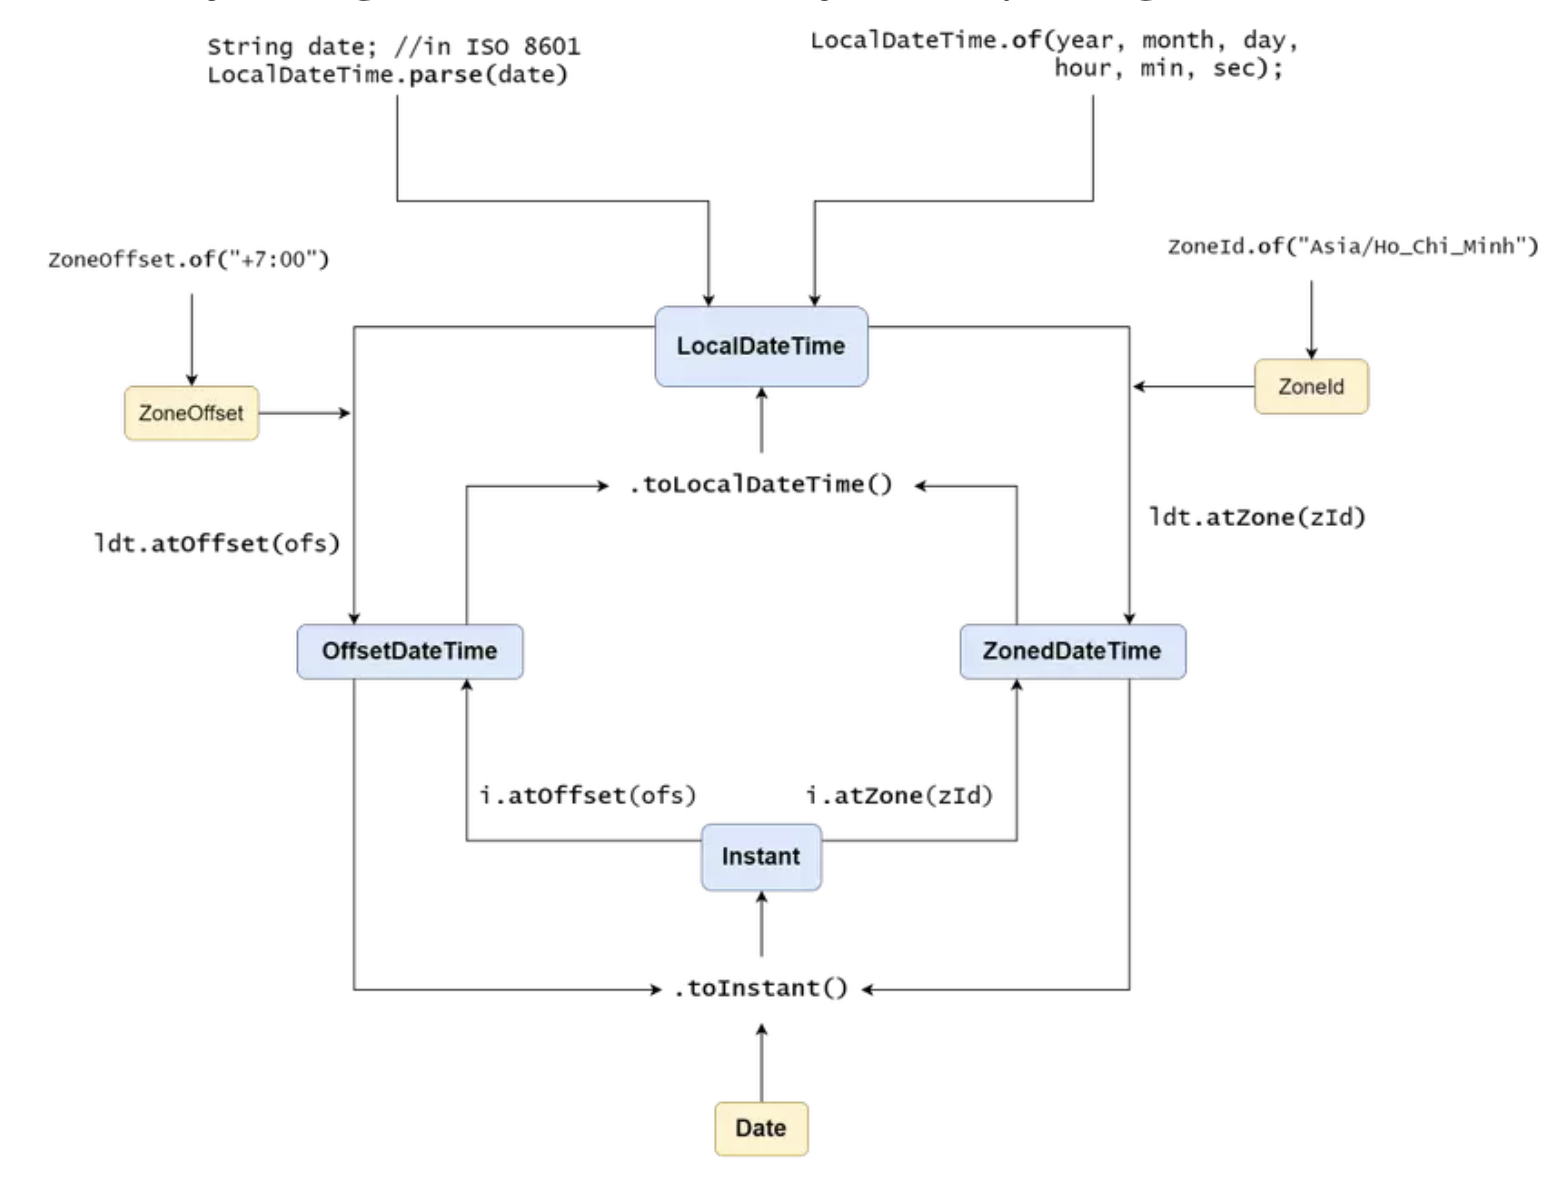 String date; //in ISO 8601
LocalDateTime.parse(date)
LocalDateTime.of(year, month, day,
hour, min, sec);
ZoneOffset.of("+7:00")
ZoneId.of("Asia/Ho_Chi_Minh")
LocalDateTime
ZoneOffset
ZoneId
.toLocalDateTime()
ldt.atOffset(ofs)
ldt.atZone(zId)
OffsetDateTime
ZonedDateTime
i.atOffset(ofs)
i.atZone(zId)
Instant
.toInstant()
Date